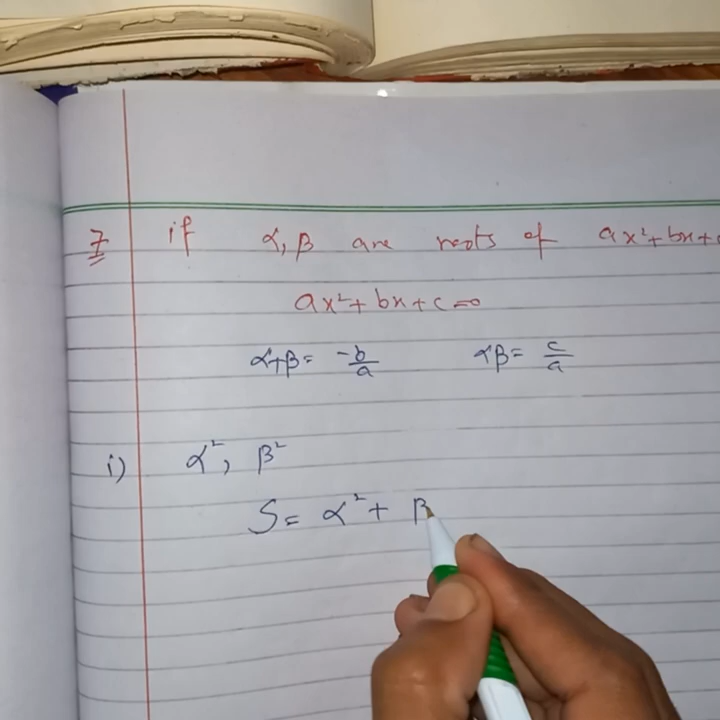 7 if α, β are roots of ax²+bx+c
ax²+bx+c=0
α+β= -b/a αβ= c/a
i) α², β²
S= α²+ β